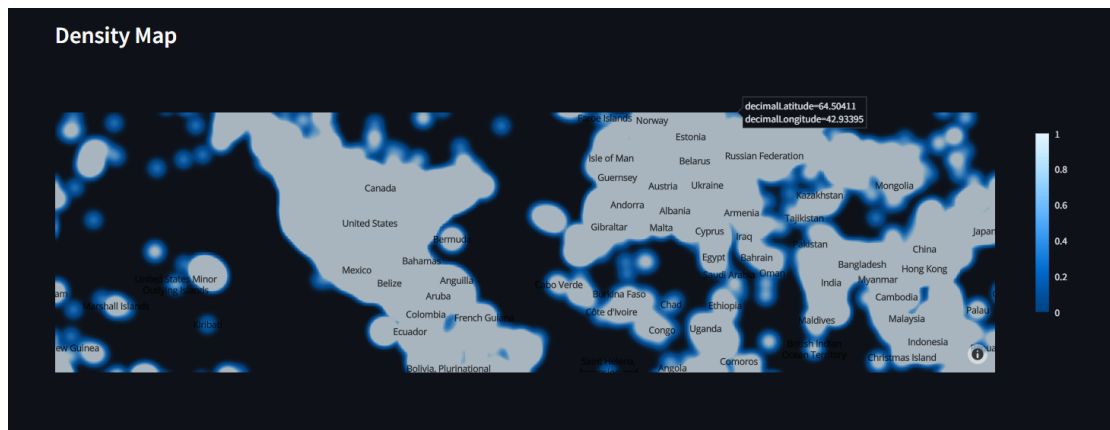 Density Map
decimalLatitude=64.50411
decimalLongitude=42.93395
Faroe Islands
Norway
Estonia
Isle of Man
Belarus
Russian Federation
Guernsey
Austria
Ukraine
Canada
Kazakhstan
Mongolia
Andorra
Albania
Armenia
Tajikistan
United States
Gibraltar
Malta
Cyprus
Iraq
Japan
Bermuda
Pakistan
China
Egypt
Bahrain
Bahamas
Bangladesh
Hong Kong
Mexico
Saudi Arabia
Oman
United States Minor
Outlying Islands
Belize
Anguilla
Cabo Verde
India
Myanmar
Aruba
Burkina Faso
Cambodia
Marshall Islands
Chad
Ethiopia
Colombia
French Guiana
Côte d'Ivoire
Malaysia
Palau
Kiribati
Ecuador
Congo
Uganda
Maldives
British Indian
Ocean Territory
Indonesia
ew Guinea
Christmas Island
Bolivia, Plurinational
Saint Helena,
Angola
Comoros
1
0.8
0.6
0.4
0.2
0